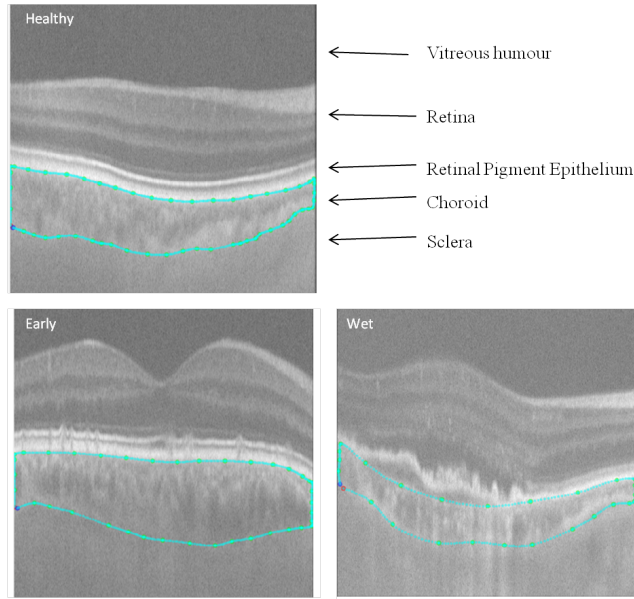 Healthy
Vitreous humour
Retina
Retinal Pigment Epithelium
Choroid
Sclera
Early
Wet